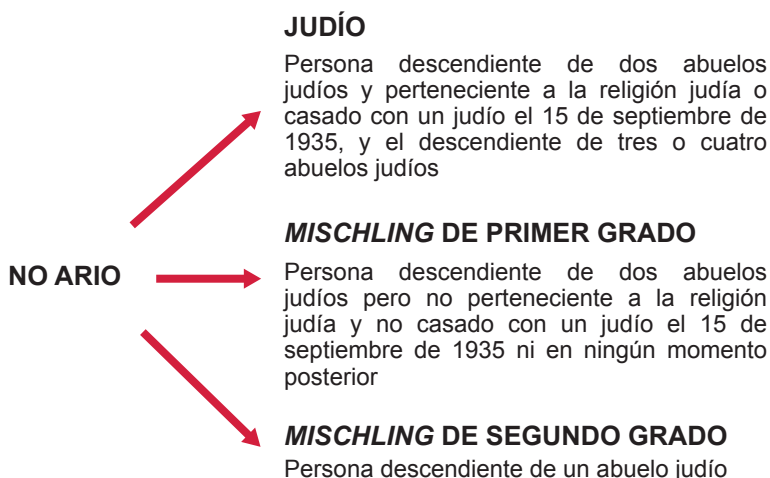 JUDÍO
Persona descendiente de dos abuelos
judíos y perteneciente a la religión judía o
casado con un judío el 15 de septiembre de
1935, y el descendiente de tres o cuatro
abuelos judíos
NO ARIO
MISCHLING DE PRIMER GRADO
Persona descendiente de dos abuelos
judíos pero no perteneciente a la religión
judía y no casado con un judío el 15 de
septiembre de 1935 ni en ningún momento
posterior
MISCHLING DE SEGUNDO GRADO
Persona descendiente de un abuelo judío